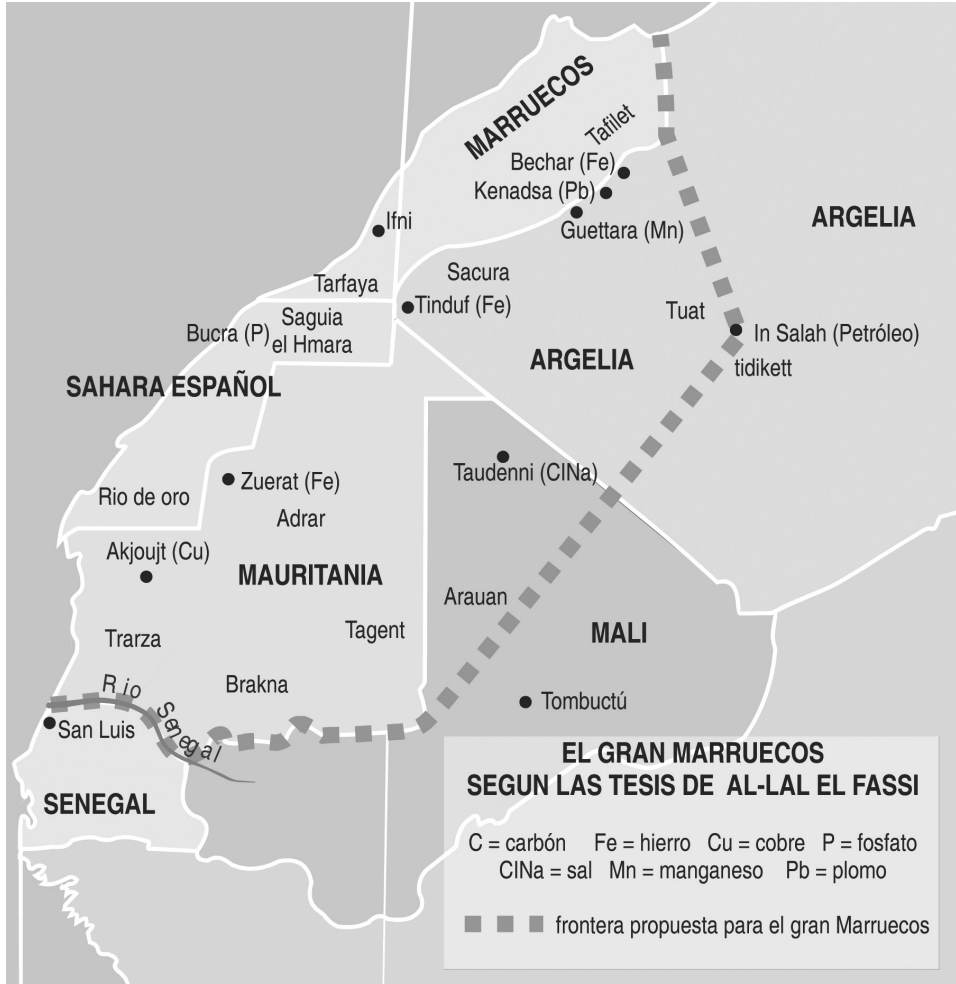 MARRUECOS
Tafilet
Bechar (Fe)
Kenadsa (Pb)
Guettara (Mn)
ARGELIA
Ifni
Tarfaya
Sacura
Tinduf (Fe)
Saguia
el Hmara
Bucra (P)
Tuat
In Salah (Petróleo)
tidikett
ARGELIA
SAHARA ESPAÑOL
Taudenni (ClNa)
Zuerat (Fe)
Rio de oro
Adrar
Akjoujt (Cu)
MAURITANIA
Arauan
Tagent
MALI
Trarza
Brakna
Rio Senegal
Tombuctú
San Luis
SENEGAL
EL GRAN MARRUECOS
SEGUN LAS TESIS DE AL-LAL EL FASSI
C = carbón Fe = hierro Cu = cobre P = fosfato
ClNa = sal Mn = manganeso Pb = plomo
frontera propuesta para el gran Marruecos